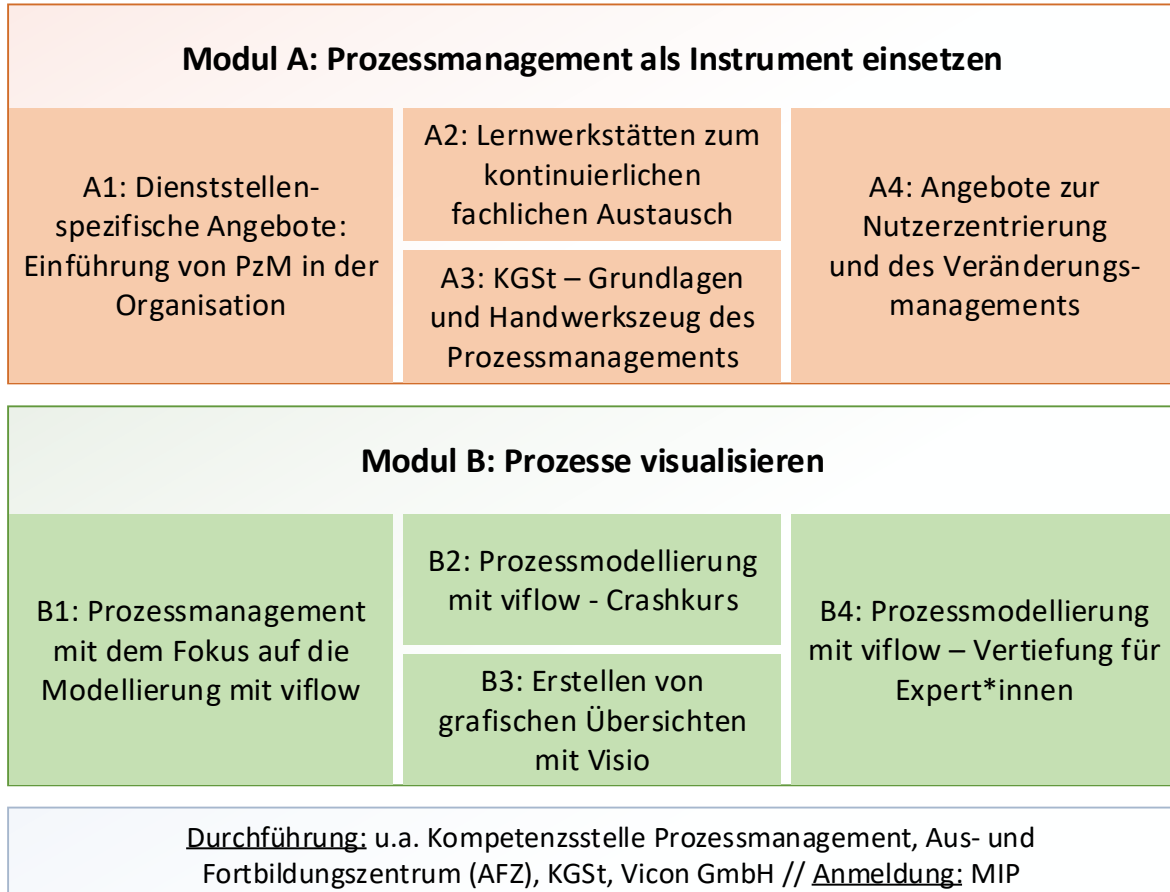 Modul A: Prozessmanagement als Instrument einsetzen
A1: Dienststellen-
spezifische Angebote:
Einführung von PzM in der
Organisation
A2: Lernwerkstätten zum
kontinuierlichen
fachlichen Austausch
A3: KGSt – Grundlagen
und Handwerkszeug des
Prozessmanagements
A4: Angebote zur
Nutzerzentrierung
und des Veränderungs-
managements
Modul B: Prozesse visualisieren
B1: Prozessmanagement
mit dem Fokus auf die
Modellierung mit viflow
B2: Prozessmodellierung
mit viflow - Crashkurs
B3: Erstellen von
grafischen Übersichten
mit Visio
B4: Prozessmodellierung
mit viflow – Vertiefung für
Expert*innen
Durchführung: u.a. Kompetenzsstelle Prozessmanagement, Aus- und
Fortbildungszentrum (AFZ), KGSt, Vicon GmbH // Anmeldung: MIP